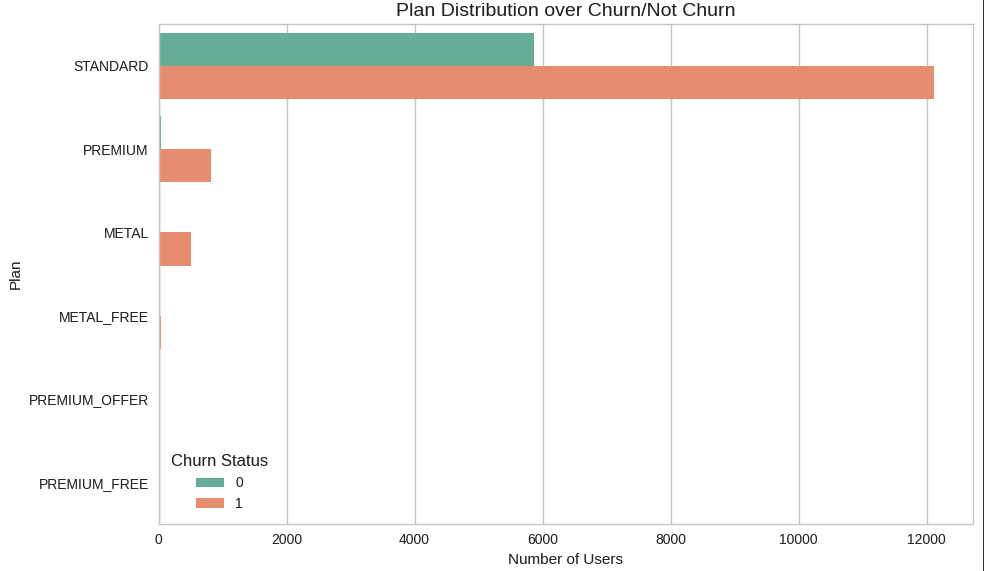 Plan Distribution over Churn/Not Churn
Plan
STANDARD
PREMIUM
METAL
METAL_FREE
PREMIUM_OFFER
PREMIUM_FREE
Churn Status
0
1
0 2000 4000 6000 8000 10000 12000
Number of Users